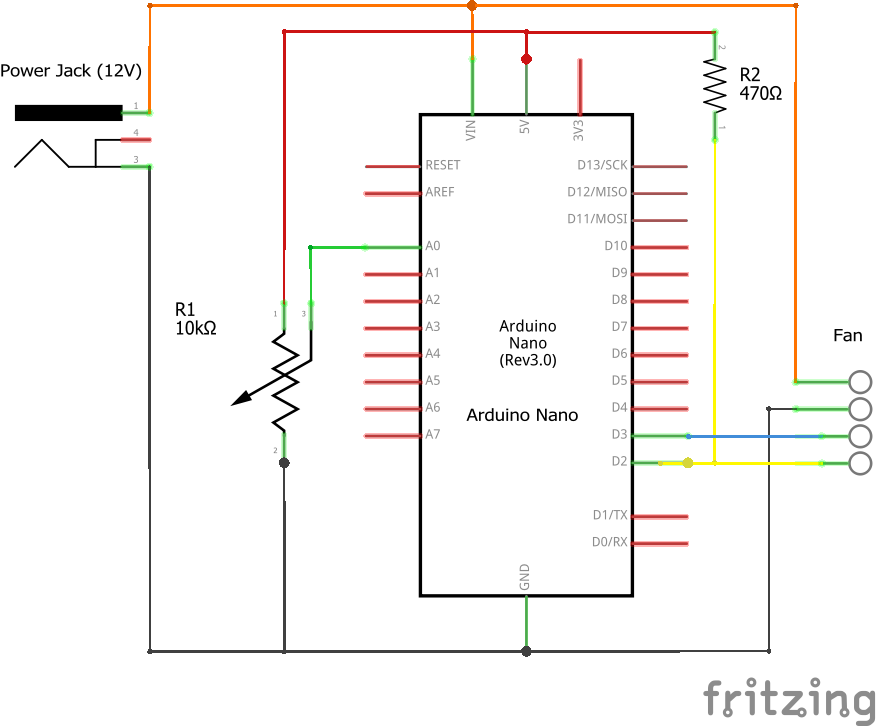 Power Jack (12V)
1
4
3
VIN
5V
3V3
2
R2
470Ω
1
RESET
AREF
A0
A1
A2
A3
A4
A5
A6
A7
D13/SCK
D12/MISO
D11/MOSI
D10
D9
D8
D7
D6
D5
D4
D3
D2
D1/TX
D0/RX
GND
Arduino
Nano
(Rev3.0)
Arduino Nano
R1
10kΩ
1
3
2
Fan
fritzing